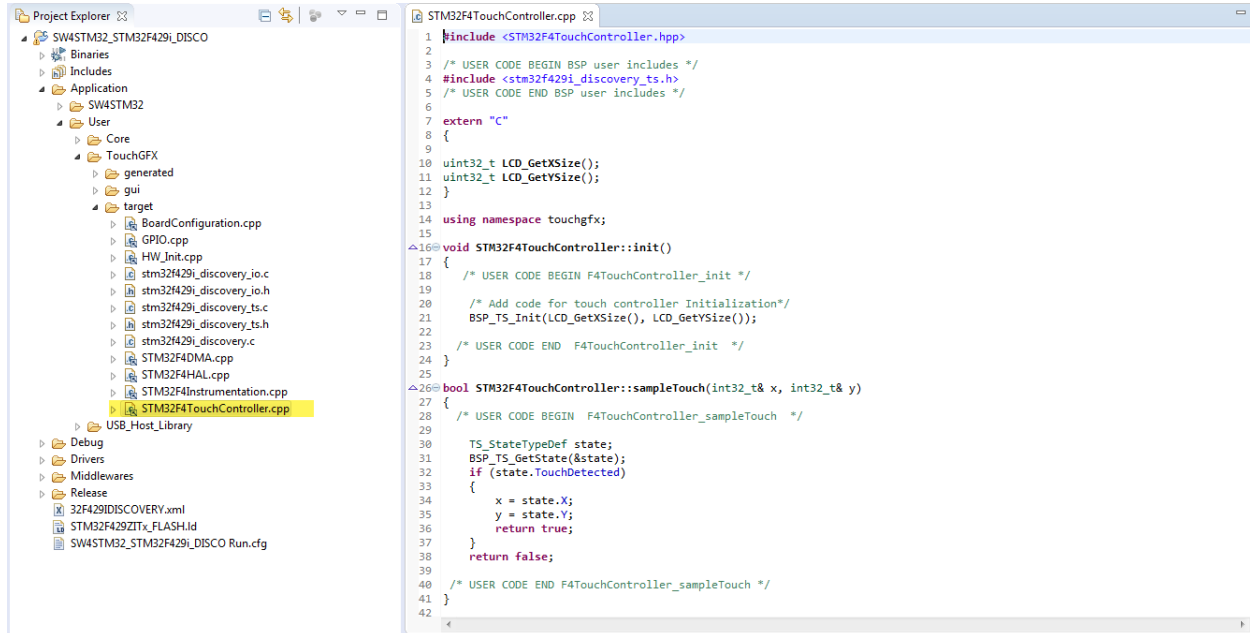 Project Explorer
SW4STM32_STM32F429i_DISCO
Binaries
Includes
Application
SW4STM32
User
Core
TouchGFX
generated
gui
target
BoardConfiguration.cpp
GPIO.cpp
HW_Init.cpp
stm32f429i_discovery_io.c
stm32f429i_discovery_io.h
stm32f429i_discovery_ts.c
stm32f429i_discovery_ts.h
stm32f429i_discovery.c
STM32F4DMA.cpp
STM32F4HAL.cpp
STM32F4Instrumentation.cpp
STM32F4TouchController.cpp
USB_Host_Library
Debug
Drivers
Middlewares
Release
32F429IDISCOVERY.xml
STM32F429ZITx_FLASH.ld
SW4STM32_STM32F429i_DISCO Run.cfg
STM32F4TouchController.cpp
1 #include <STM32F4TouchController.hpp>
2
3 /* USER CODE BEGIN BSP user includes */
4 #include <stm32f429i_discovery_ts.h>
5 /* USER CODE END BSP user includes */
6
7 extern "C"
8 {
9
10 uint32_t LCD_GetXSize();
11 uint32_t LCD_GetYSize();
12 }
13
14 using namespace touchgfx;
15
16 void STM32F4TouchController::init()
17 {
18 /* USER CODE BEGIN F4TouchController_init */
19
20 /* Add code for touch controller Initialization*/
21 BSP_TS_Init(LCD_GetXSize(), LCD_GetYSize());
22
23 /* USER CODE END  F4TouchController_init  */
24 }
25
26 bool STM32F4TouchController::sampleTouch(int32_t& x, int32_t& y)
27 {
28 /* USER CODE BEGIN  F4TouchController_sampleTouch  */
29
30 TS_StateTypeDef state;
31 BSP_TS_GetState(&state);
32 if (state.TouchDetected)
33 {
34 x = state.X;
35 y = state.Y;
36 return true;
37 }
38 return false;
39
40 /* USER CODE END F4TouchController_sampleTouch */
41 }
42